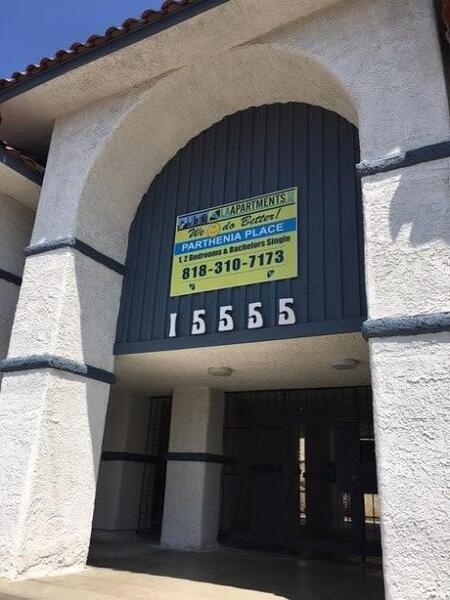 LAAPARTMENTS
We do Better!
PARTHENIA PLACE
1, 2 Bedrooms & Bachelors Single
818-310-7173
15555